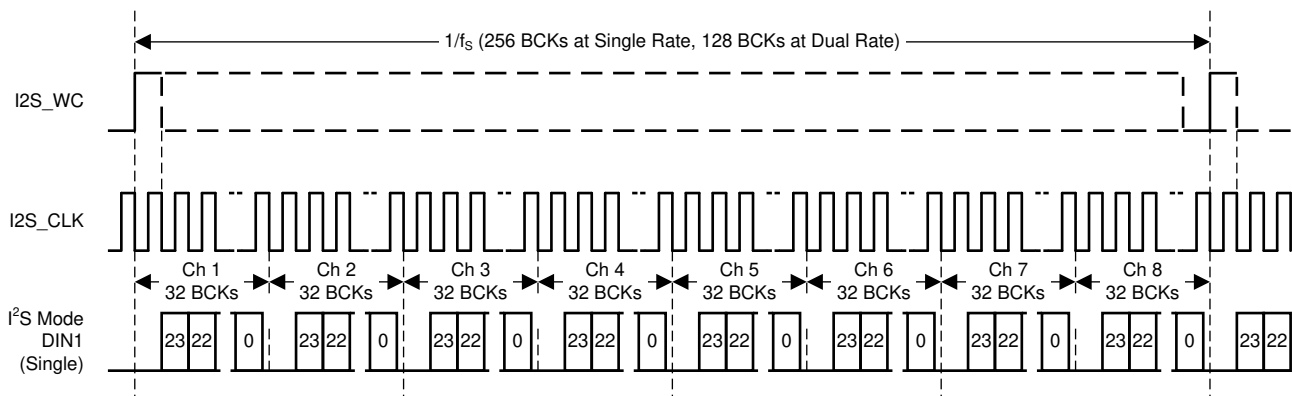 1/fS (256 BCKs at Single Rate, 128 BCKs at Dual Rate)
I2S_WC
I2S_CLK
Ch 1 Ch 2 Ch 3 Ch 4 Ch 5 Ch 6 Ch 7 Ch 8
32 BCKs 32 BCKs 32 BCKs 32 BCKs 32 BCKs 32 BCKs 32 BCKs 32 BCKs
I²S Mode
DIN1
(Single)
23 22 0 23 22 0 23 22 0 23 22 0 23 22 0 23 22 0 23 22 0 23 22 0 23 22